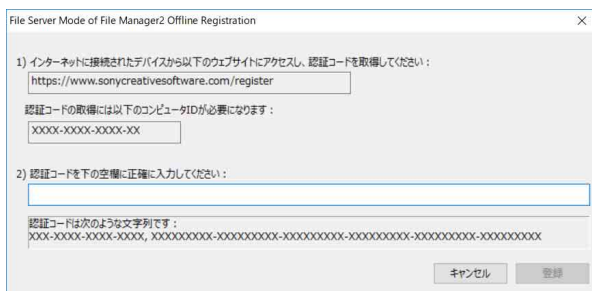 File Server Mode of File Manager2 Offline Registration
1) インターネットに接続されたデバイスから以下のウェブサイトにアクセスし、認証コードを取得してください：
https://www.sonycreativesoftware.com/register
認証コードの取得には以下のコンピュータIDが必要になります：
XXXX-XXXX-XXXX-XX
2) 認証コードを下の空欄に正確に入力してください：
認証コードは次のような文字列です：
XXX-XXXX-XXXX-XXXX, XXXXXXXXX-XXXXXXXXX-XXXXXXXXX-XXXXXXXXX-XXXXXXXXX-XXXXXXXXX
キャンセル
登録